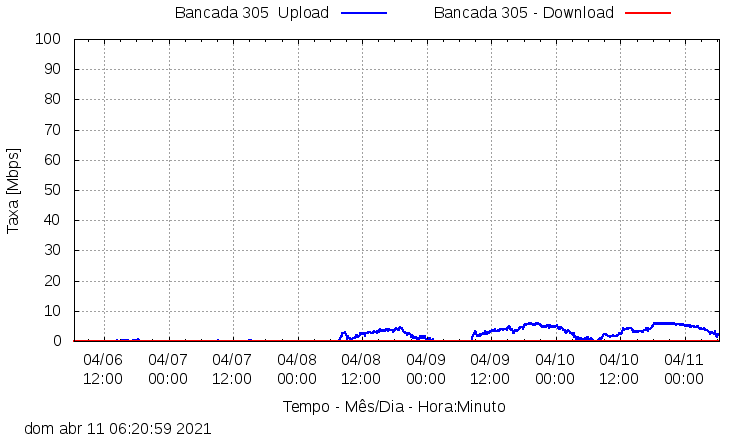 Bancada 305  Upload
Bancada 305 - Download
100
90
80
70
60
50
40
30
20
10
0
Taxa [Mbps]
04/06 04/07 04/07 04/08 04/08 04/09 04/09 04/10 04/10 04/11
12:00 00:00 12:00 00:00 12:00 00:00 12:00 00:00 12:00 00:00
Tempo - Mês/Dia - Hora:Minuto
dom abr 11 06:20:59 2021